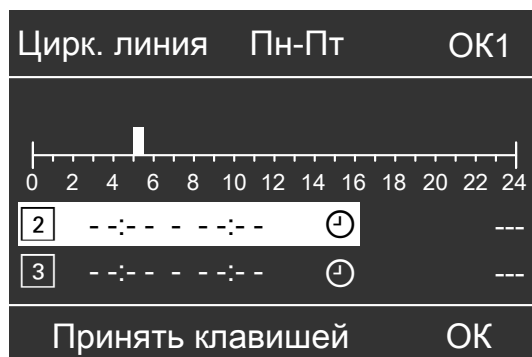 Цирк. линия Пн-Пт ОК1
0 2 4 6 8 10 12 14 16 18 20 22 24
2 - -:- - - - -:- - ---
3 - -:- - - - -:- - ---
Принять клавишей ОК